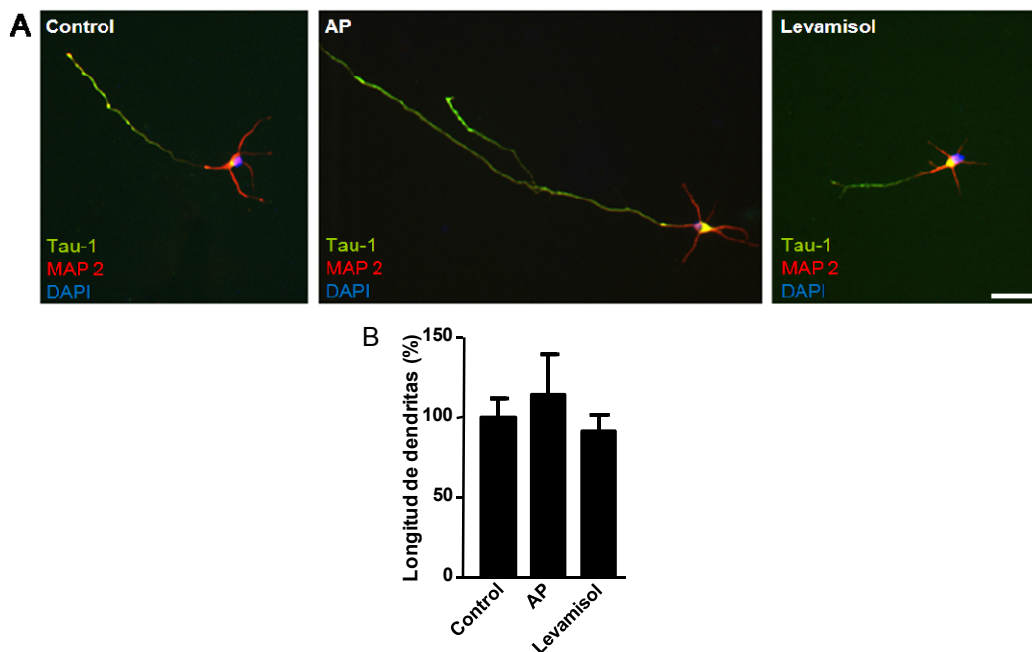 A
Control
Tau-1
MAP 2
DAPI
AP
Tau-1
MAP 2
DAPI
Levamisol
Tau-1
MAP 2
DAPI
B
Longitud de dendritas (%)
150
100
50
0
Control
AP
Levamisol